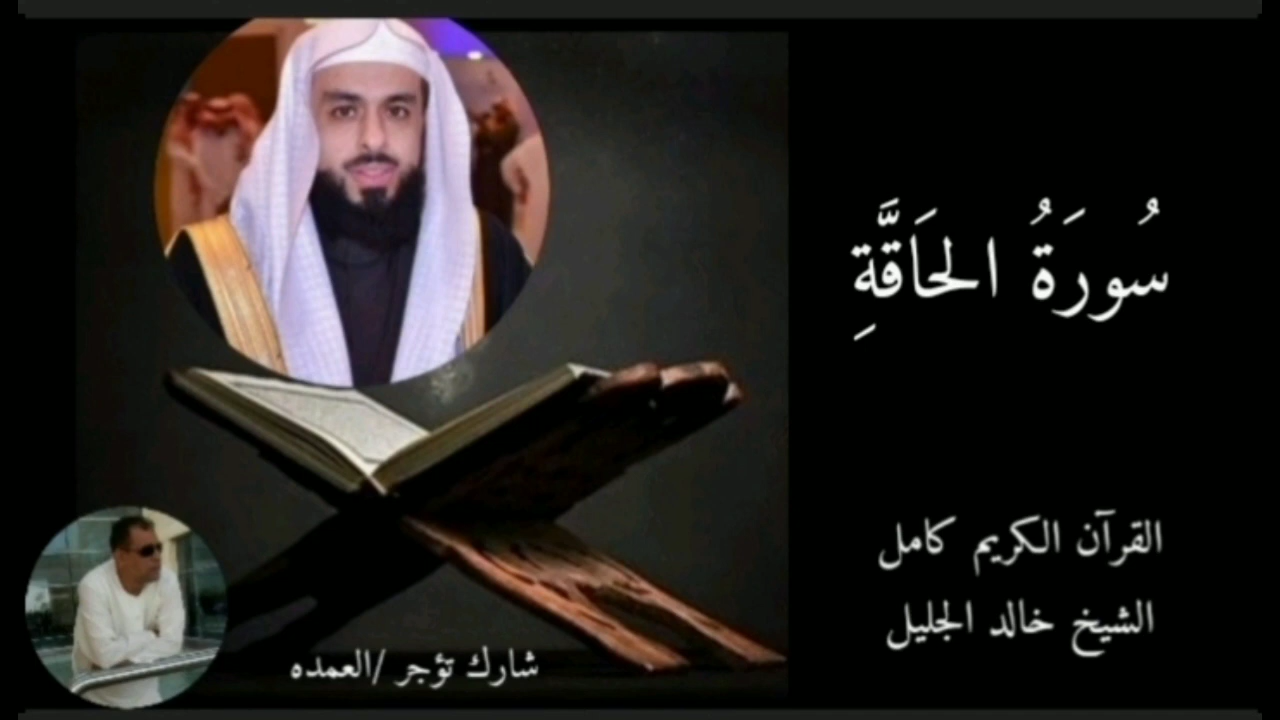 سُورَةُ الحَاقَّةِ
القرآن الكريم كامل
الشيخ خالد الجليل
شارك تؤجر /العمده